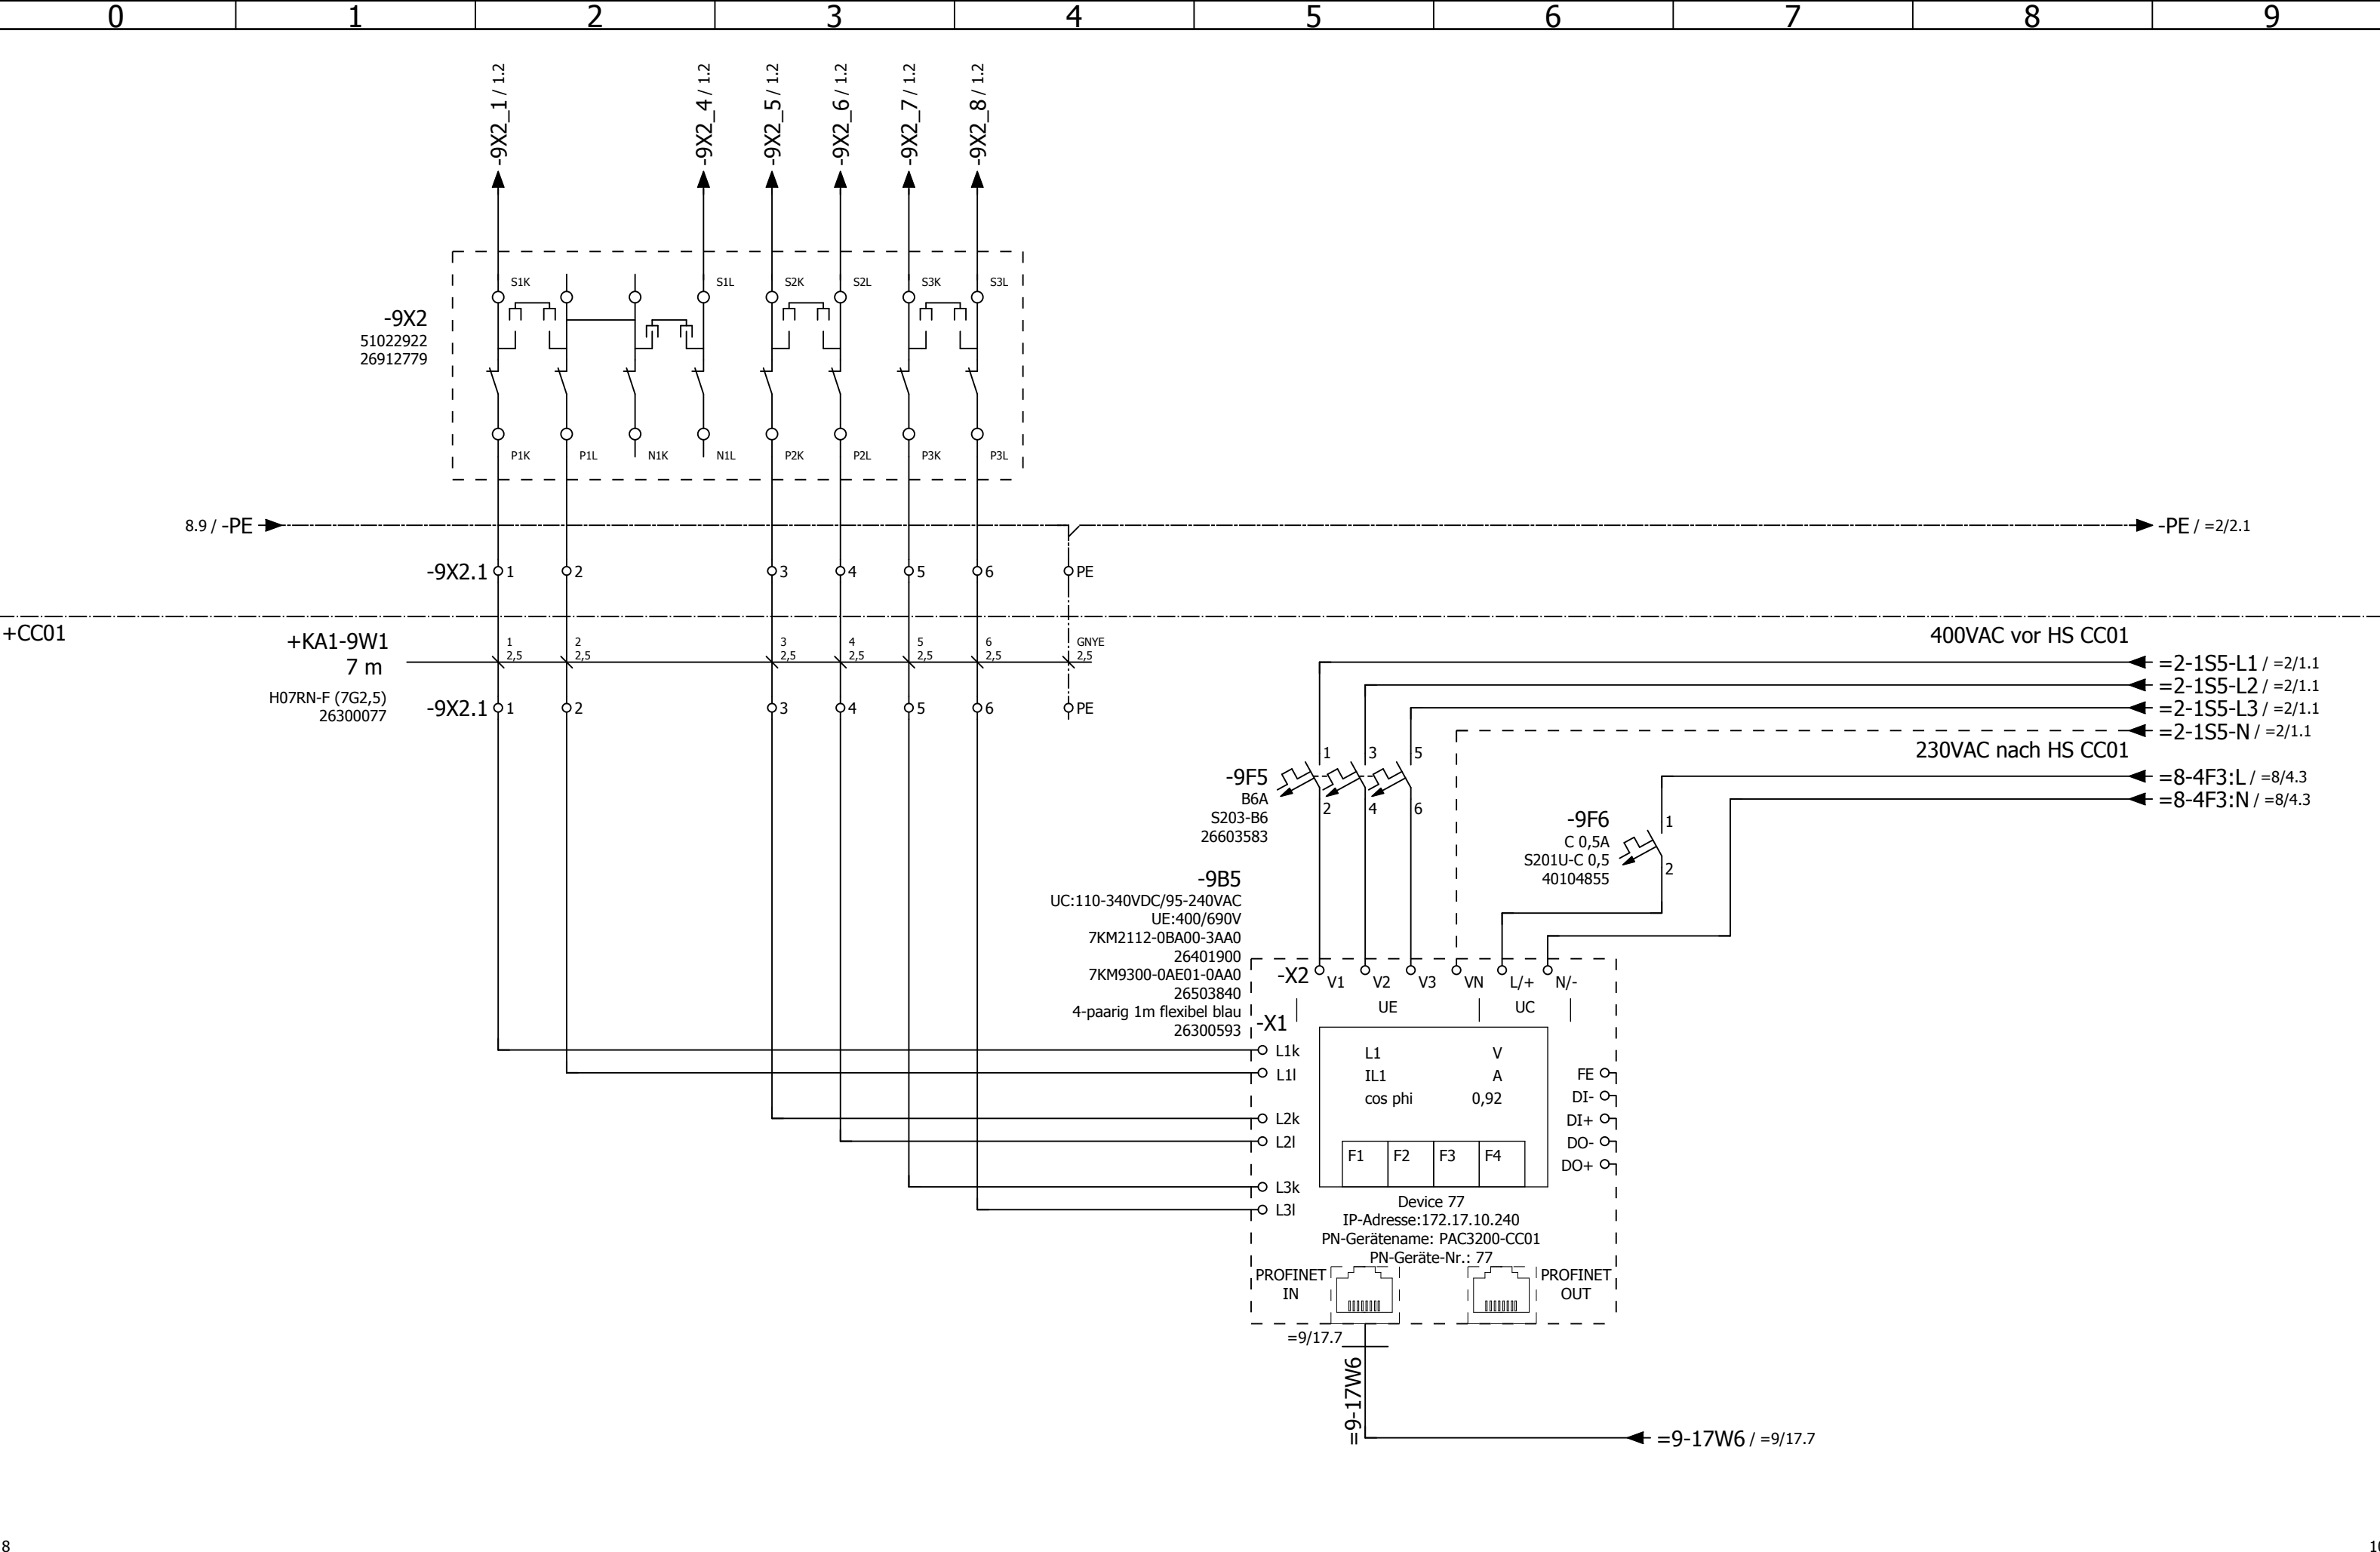 0 1 2 3 4 5 6 7 8 9
-9X2_1 / 1.2
-9X2_4 / 1.2
-9X2_5 / 1.2
-9X2_6 / 1.2
-9X2_7 / 1.2
-9X2_8 / 1.2
S1K S1L S2K S2L S3K S3L
-9X2
51022922
26912779
P1K P1L N1K N1L P2K P2L P3K P3L
8.9 / -PE
-PE / =2/2.1
-9X2.1 1 2 3 4 5 6 PE
+CC01
+KA1-9W1
7 m
H07RN-F (7G2,5)
26300077
1 2 3 4 5 6 GNYE
2,5 2,5 2,5 2,5 2,5 2,5 2,5
-9X2.1 1 2 3 4 5 6 PE
400VAC vor HS CC01
=2-1S5-L1 / =2/1.1
=2-1S5-L2 / =2/1.1
=2-1S5-L3 / =2/1.1
=2-1S5-N / =2/1.1
230VAC nach HS CC01
=8-4F3:L / =8/4.3
=8-4F3:N / =8/4.3
1 3 5
-9F5
B6A
S203-B6
26603583
2 4 6
-9F6
C 0,5A
S201U-C 0,5
40104855
1
2
-9B5
UC:110-340VDC/95-240VAC
UE:400/690V
7KM2112-0BA00-3AA0
26401900
7KM9300-0AE01-0AA0
26503840
4-paarig 1m flexibel blau
26300593
-X2 V1 V2 V3 VN L/+ N/-
UE UC
-X1
L1k
L1l
L2k
L2l
L3k
L3l
L1 V
IL1 A
cos phi 0,92
F1 F2 F3 F4
FE
DI-
DI+
DO-
DO+
Device 77
IP-Adresse:172.17.10.240
PN-Gerätename: PAC3200-CC01
PN-Geräte-Nr.: 77
PROFINET
IN
PROFINET
OUT
=9/17.7
=9-17W6
=9-17W6 / =9/17.7
8